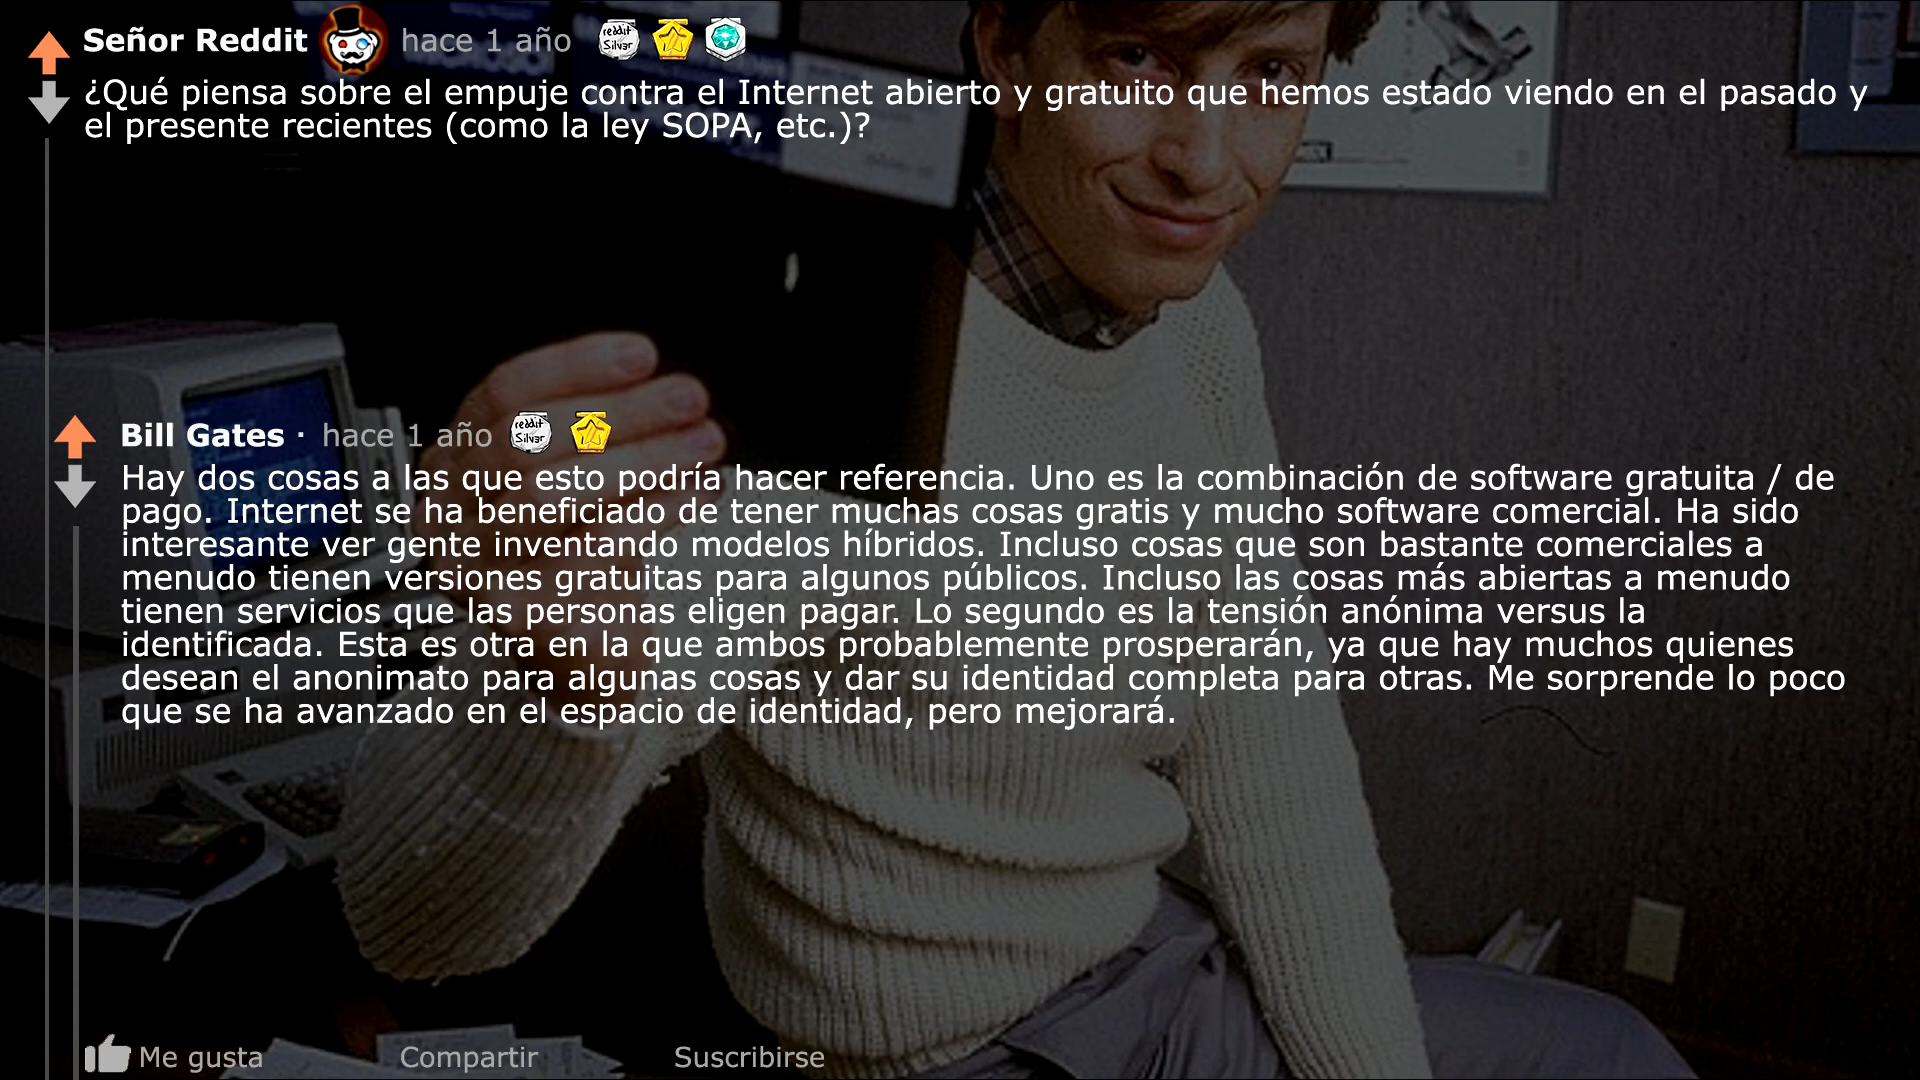 Señor Reddit hace 1 año reddit Silver
¿Qué piensa sobre el empuje contra el Internet abierto y gratuito que hemos estado viendo en el pasado y
el presente recientes (como la ley SOPA, etc.)?
Bill Gates · hace 1 año reddit Silver
Hay dos cosas a las que esto podría hacer referencia. Uno es la combinación de software gratuita / de
pago. Internet se ha beneficiado de tener muchas cosas gratis y mucho software comercial. Ha sido
interesante ver gente inventando modelos híbridos. Incluso cosas que son bastante comerciales a
menudo tienen versiones gratuitas para algunos públicos. Incluso las cosas más abiertas a menudo
tienen servicios que las personas eligen pagar. Lo segundo es la tensión anónima versus la
identificada. Esta es otra en la que ambos probablemente prosperarán, ya que hay muchos quienes
desean el anonimato para algunas cosas y dar su identidad completa para otras. Me sorprende lo poco
que se ha avanzado en el espacio de identidad, pero mejorará.
Me gusta Compartir Suscribirse